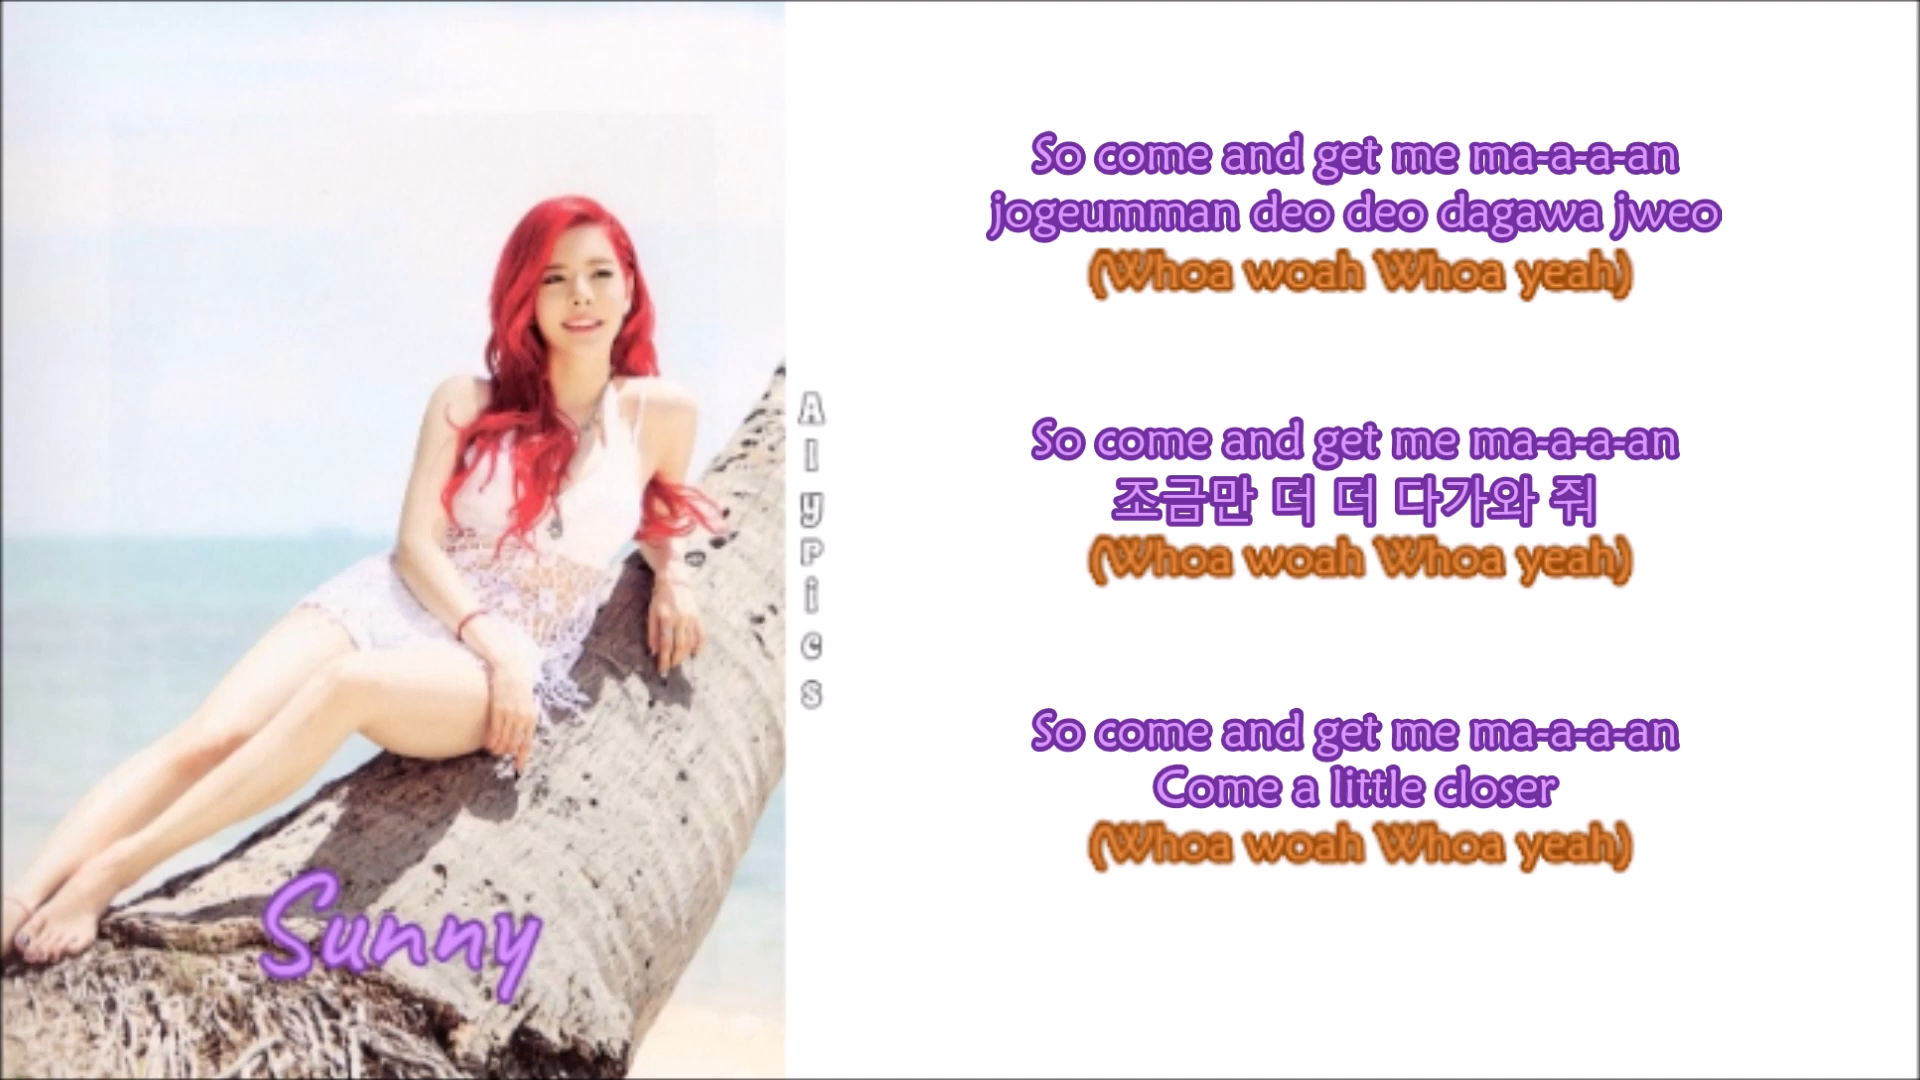 So come and get me ma-a-a-an
jogeumman deo deo dagawa jweo
(Whoa woah Whoa yeah)
So come and get me ma-a-a-an
조금만 더 더 다가와 줘
(Whoa woah Whoa yeah)
So come and get me ma-a-a-an
Come a little closer
(Whoa woah Whoa yeah)
Alypics
Sunny